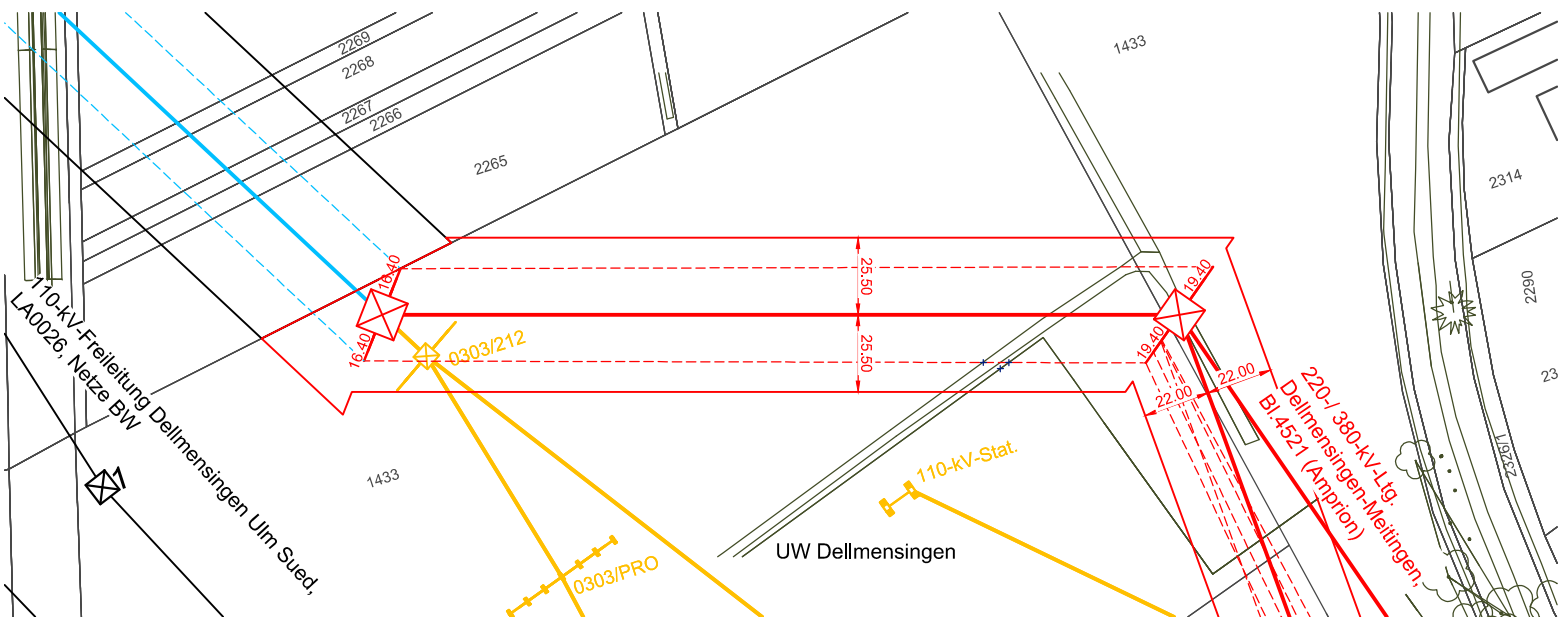 2269
2268
2267
2266
2265
1433
2314
2290
23
2326/1
16.40
16.40
25.50
25.50
19.40
19.40
22.00
22.00
0303/212
110-kV-Freileitung Dellmensingen Ulm Sued,
LA0026, Netze BW
1433
0303/PRO
110-kV-Stat.
UW Dellmensingen
220-/ 380-kV-Ltg.
Dellmensingen-Meitingen,
Bl.4521 (Amprion)